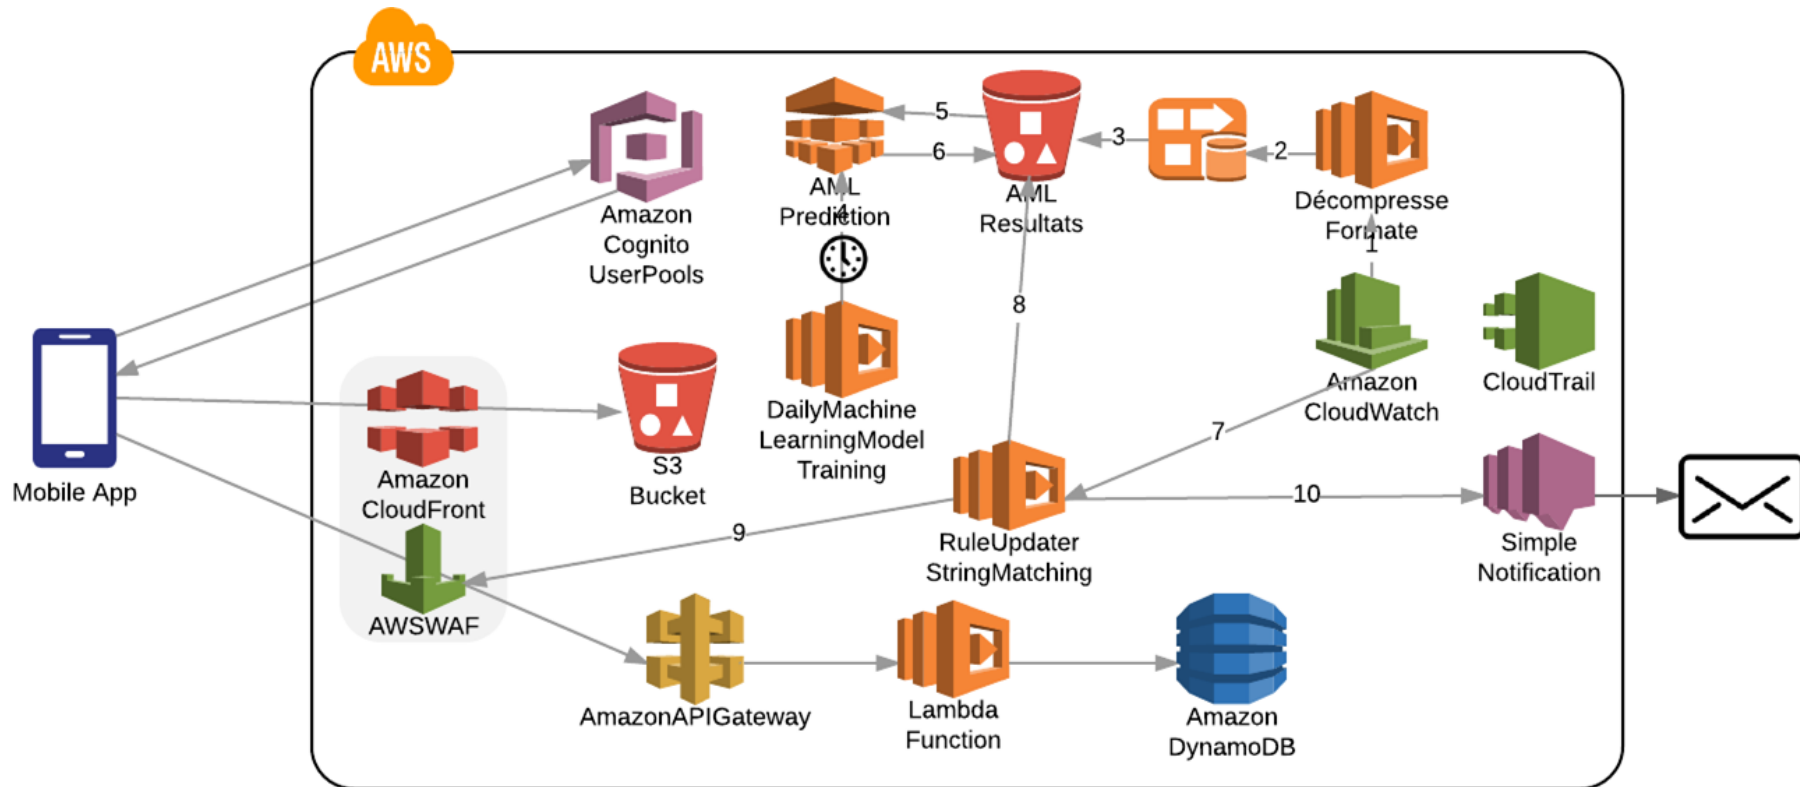 AWS
5
6
3
2
AML
Prediction
4
AML
Resultats
Décompresse
Formate
1
Amazon
Cognito
UserPools
8
Mobile App
Amazon
CloudFront
AWSWAF
S3
Bucket
DailyMachine
LearningModel
Training
Amazon
CloudWatch
CloudTrail
7
9
10
RuleUpdater
StringMatching
Simple
Notification
AmazonAPIGateway
Lambda
Function
Amazon
DynamoDB